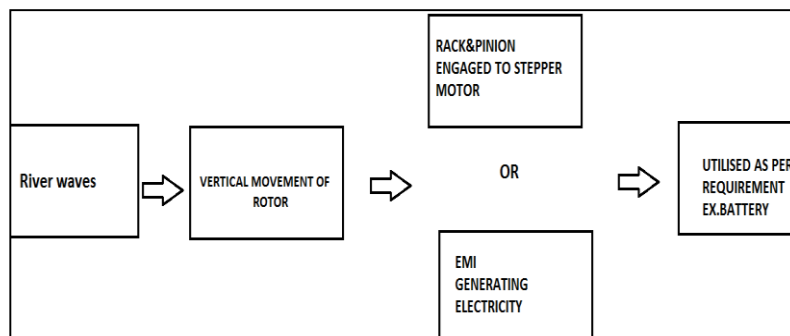 River waves
VERTICAL MOVEMENT OF
ROTOR
RACK&PINION
ENGAGED TO STEPPER
MOTOR
OR
EMI
GENERATING
ELECTRICITY
UTILISED AS PER
REQUIREMENT
EX.BATTERY